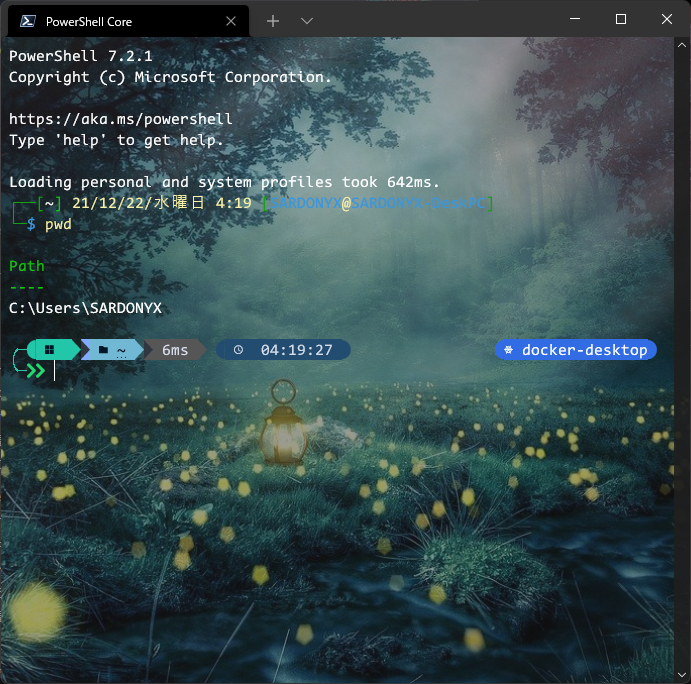 PowerShell Core
PowerShell 7.2.1
Copyright (c) Microsoft Corporation.
https://aka.ms/powershell
Type 'help' to get help.
Loading personal and system profiles took 642ms.
[~] 21/12/22/水曜日 4:19 [SARDONYX@SARDONYX-]
$ pwd
Path
----
C:\Users\SARDONYX
~ 6ms 04:19:27 docker-desktop